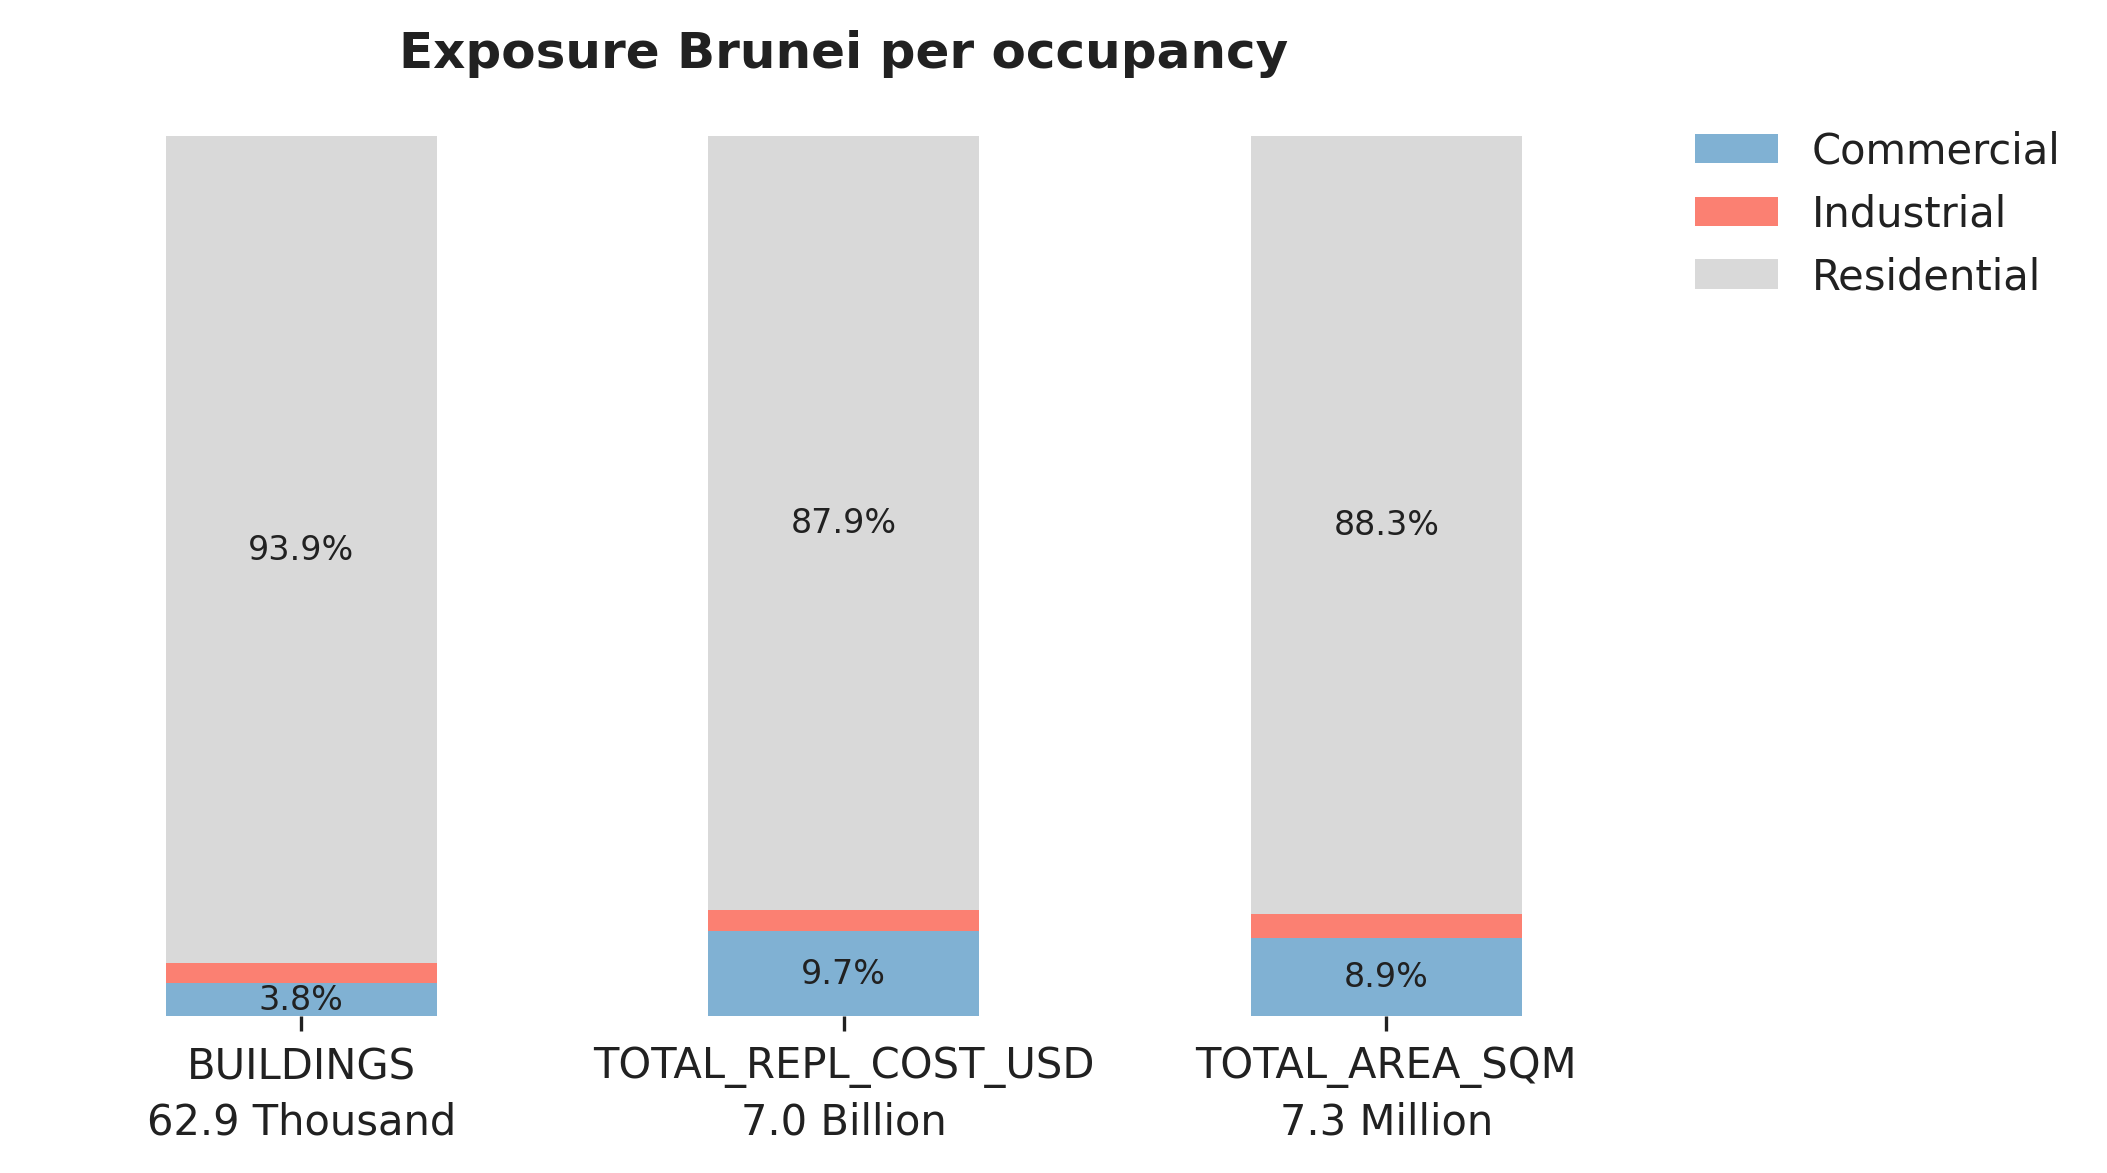 Exposure Brunei per occupancy
Commercial
Industrial
Residential
93.9%
87.9%
88.3%
3.8%
9.7%
8.9%
BUILDINGS
62.9 Thousand
TOTAL_REPL_COST_USD
7.0 Billion
TOTAL_AREA_SQM
7.3 Million